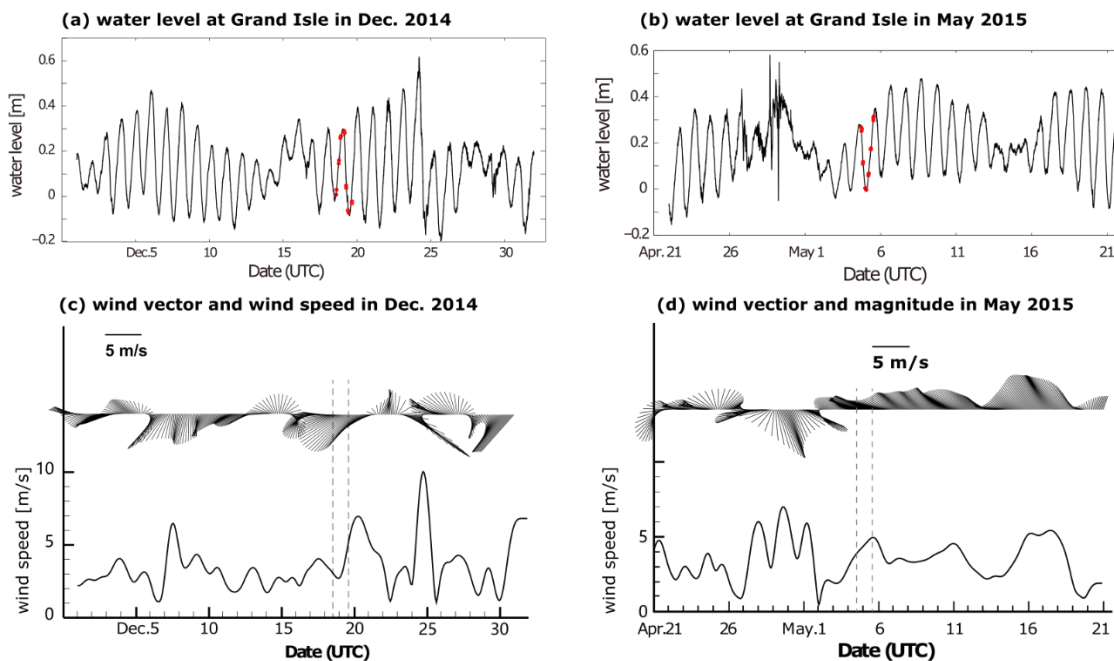 (a) water level at Grand Isle in Dec. 2014
0.6
0.4
0.2
0
-0.2
water level [m]
Dec.5
10
15
20
25
30
Date (UTC)
(b) water level at Grand Isle in May 2015
0.6
0.4
0.2
0
-0.2
water level [m]
Apr.21
26
May 1
6
11
16
21
Date (UTC)
(c) wind vector and wind speed in Dec. 2014
5 m/s
10
5
0
wind speed [m/s]
Dec.5
10
15
20
25
30
Date (UTC)
(d) wind vectior and magnitude in May 2015
5 m/s
10
5
0
wind speed [m/s]
Apr.21
26
May.1
6
11
16
21
Date (UTC)